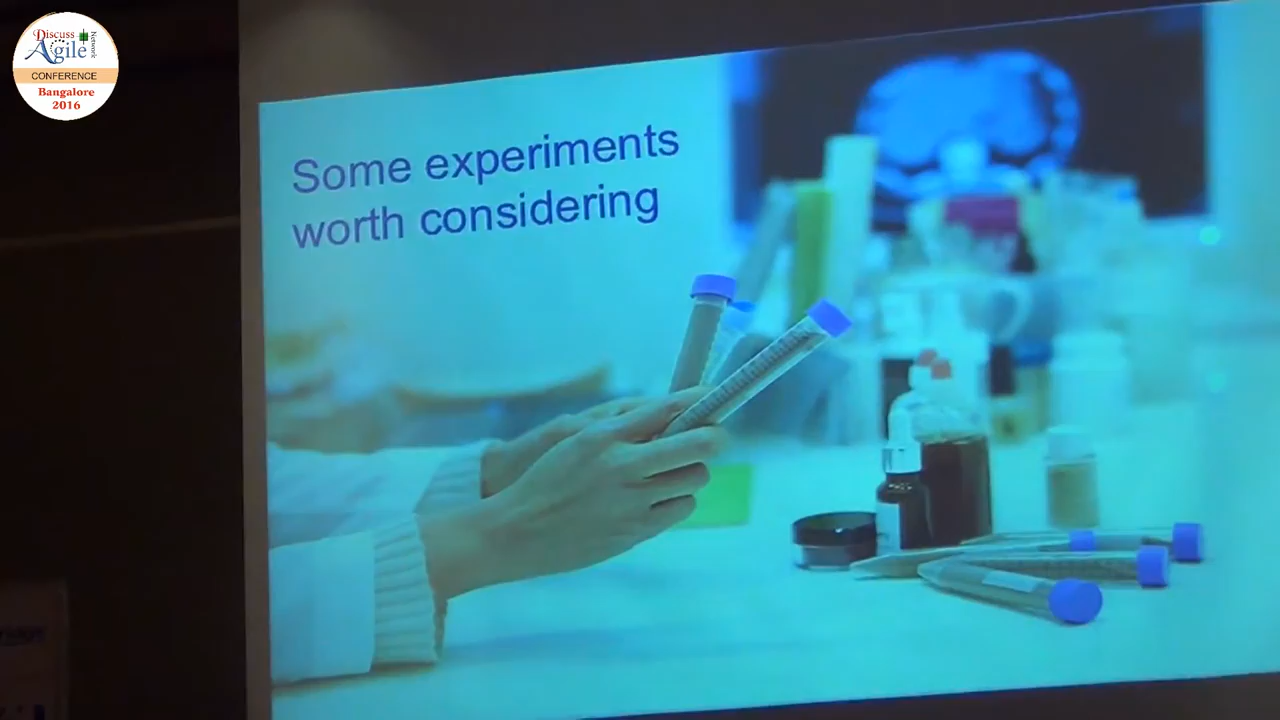 Discuss
Agile
Network
CONFERENCE
Bangalore
2016
Some experiments
worth considering